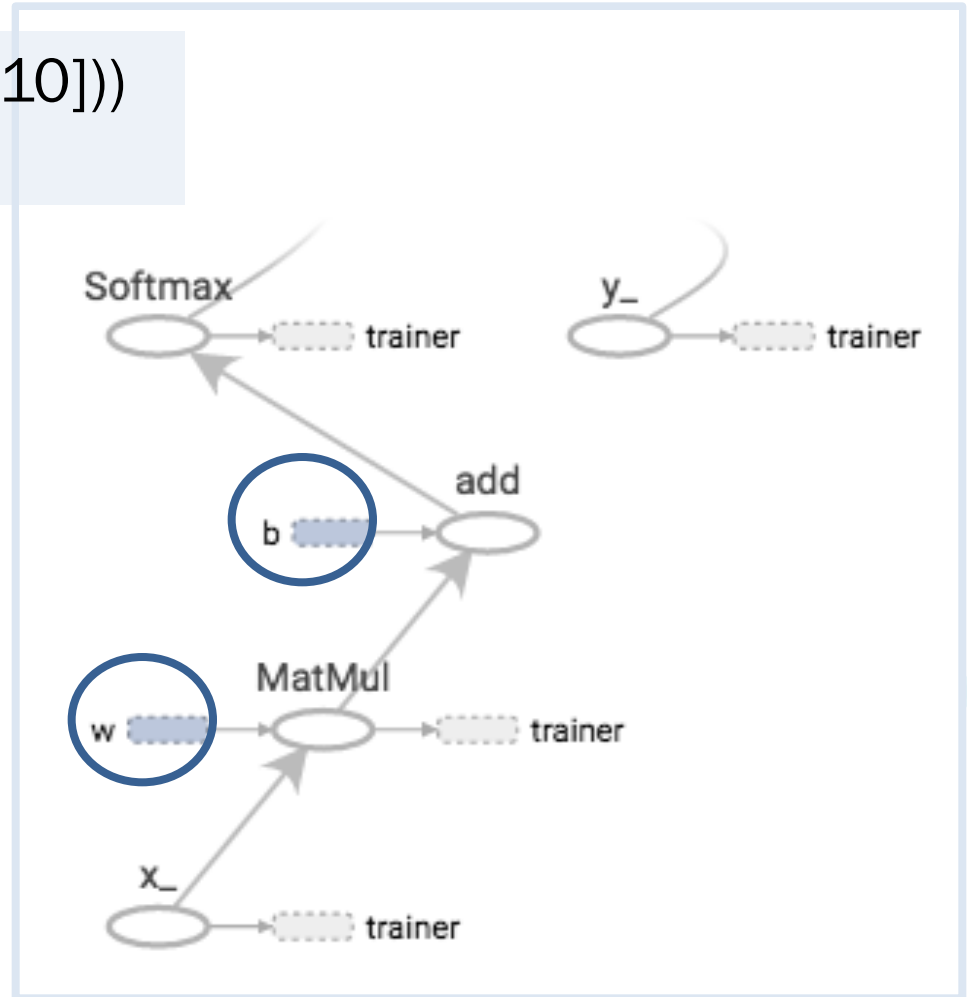 10]))
Softmax
trainer
y_
trainer
add
b
MatMul
w
trainer
x_
trainer